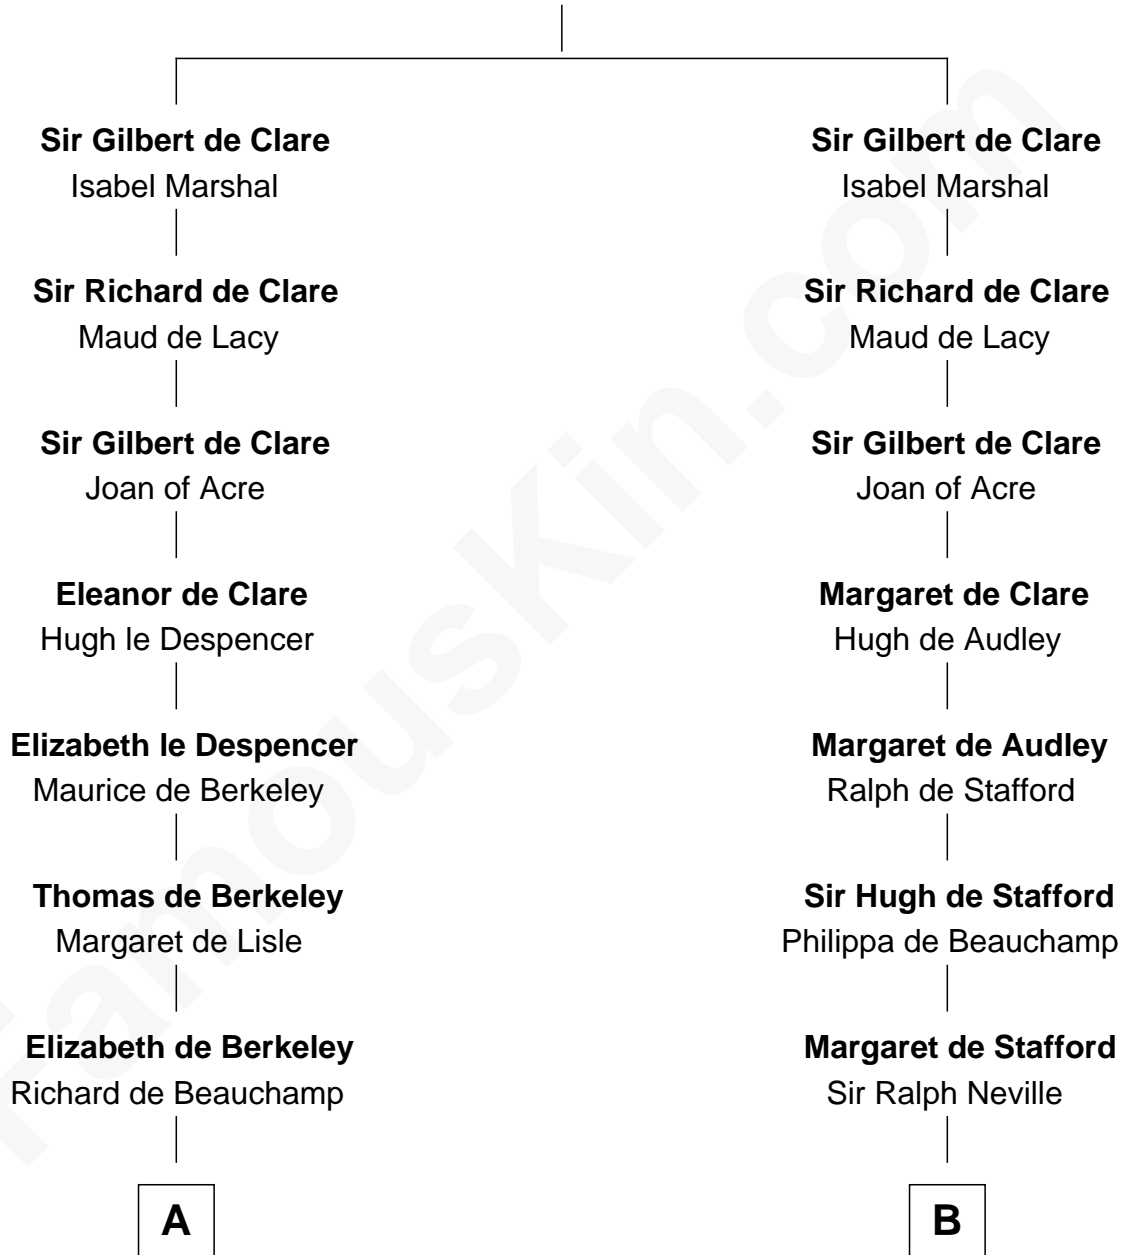 Sir Gilbert de Clare
Isabel Marshal
Sir Richard de Clare
Maud de Lacy
Sir Gilbert de Clare
Joan of Acre
Eleanor de Clare
Hugh le Despencer
Elizabeth le Despencer
Maurice de Berkeley
Thomas de Berkeley
Margaret de Lisle
Elizabeth de Berkeley
Richard de Beauchamp
A
Sir Gilbert de Clare
Isabel Marshal
Sir Richard de Clare
Maud de Lacy
Sir Gilbert de Clare
Joan of Acre
Margaret de Clare
Hugh de Audley
Margaret de Audley
Ralph de Stafford
Sir Hugh de Stafford
Philippa de Beauchamp
Margaret de Stafford
Sir Ralph Neville
B
FamousKin.com